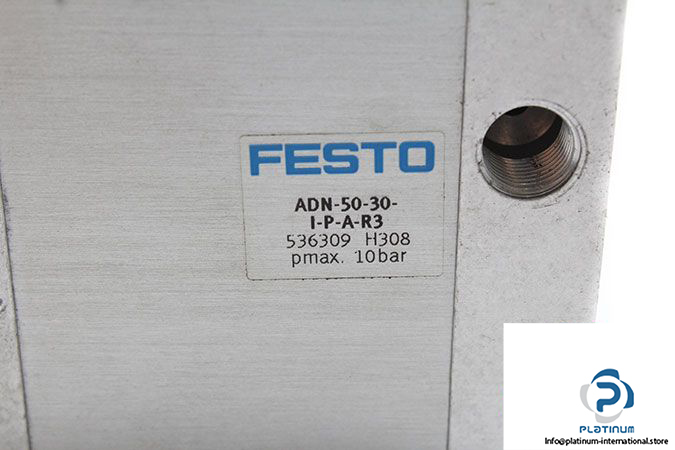 FESTO
ADN-50-30-
I-P-A-R3
536309 H308
pmax. 10bar
PLATINUM
Info@platinum-international.store